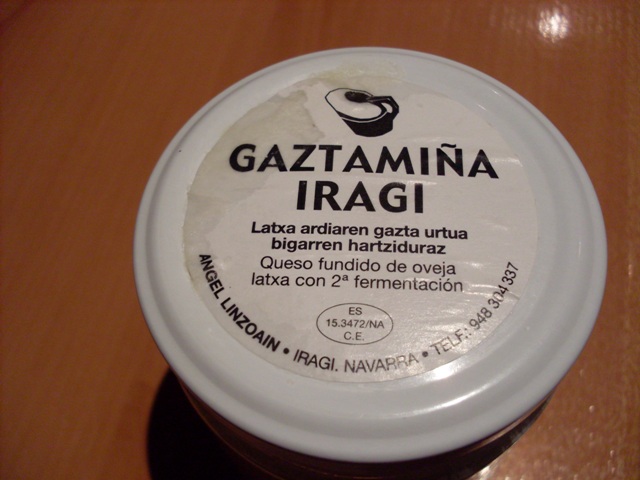 GAZTAMIÑA
IRAGI
Latxa ardiaren gazta urtua
bigarren hartziduraz
Queso fundido de oveja
latxa con 2ª fermentación
ES
15.3472/NA
C.E.
ANGEL LINZOAIN • IRAGI. NAVARRA • TELF.: 948 304 337